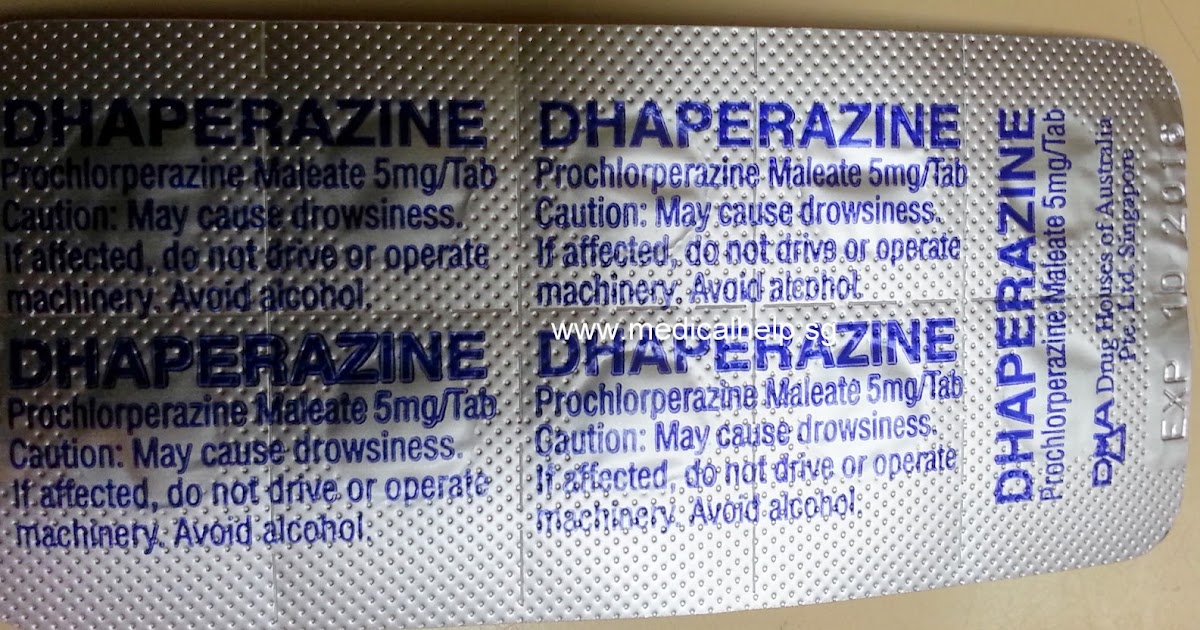 DHAPERAZINE
Prochlorperazine Maleate 5mg/Tab
Caution: May cause drowsiness.
If affected, do not drive or operate
machinery. Avoid alcohol.
DHAPERAZINE
Prochlorperazine Maleate 5mg/Tab
Caution: May cause drowsiness.
If affected, do not drive or operate
machinery. Avoid alcohol.
www.medicalhelp.sg
DHAPERAZINE
Prochlorperazine Maleate 5mg/Tab
Caution: May cause drowsiness.
If affected, do not drive or operate
machinery. Avoid alcohol.
DHAPERAZINE
Prochlorperazine Maleate 5mg/Tab
Caution: May cause drowsiness.
If affected, do not drive or operate
machinery. Avoid alcohol.
DHAPERAZINE
Prochlorperazine Maleate 5mg/Tab
DHA Drug Houses of Australia
Pte. Ltd. Singapore
EXP 10 2016